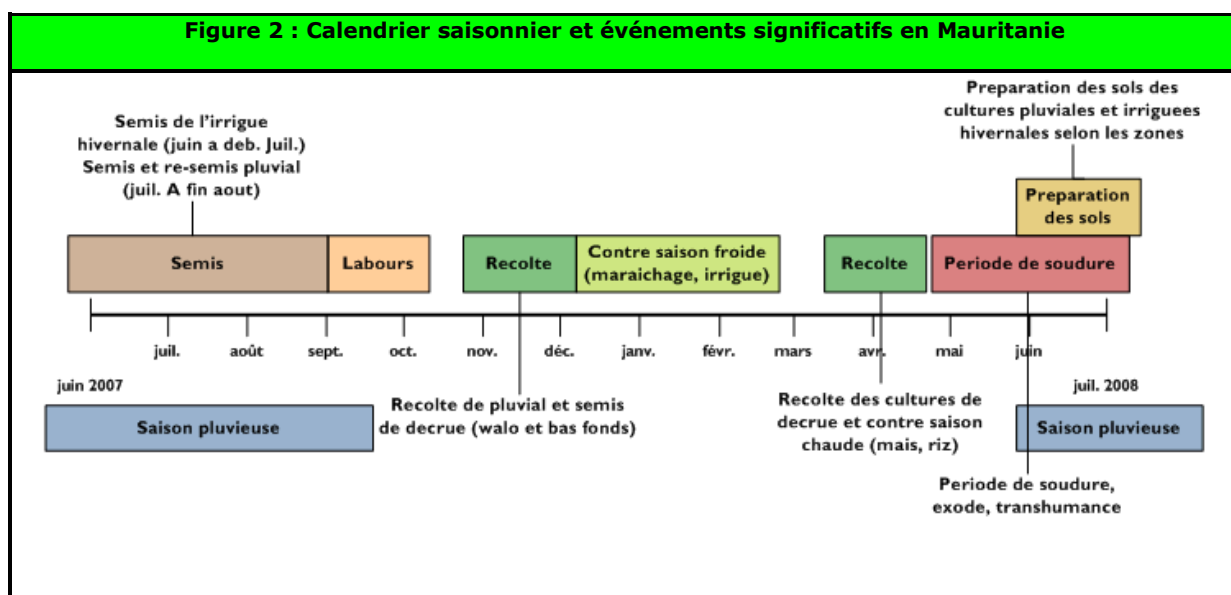 Figure 2 : Calendrier saisonnier et événements significatifs en Mauritanie
Preparation des sols des
cultures pluviales et irriguees
hivernales selon les zones
Semis de l'irrigue
hivernale (juin a deb. Juil.)
Semis et re-semis pluvial
(juil. A fin aout)
Preparation
des sols
Semis
Labours
Recolte
Contre saison froide
(maraichage, irrigue)
Recolte
Periode de soudure
juil.
août
sept.
oct.
nov.
déc.
janv.
févr.
mars
avr.
mai
juin
juin 2007
juil. 2008
Saison pluvieuse
Recolte de pluvial et semis
de decrue (walo et bas fonds)
Recolte des cultures de
decrue et contre saison
chaude (mais, riz)
Saison pluvieuse
Periode de soudure,
exode, transhumance